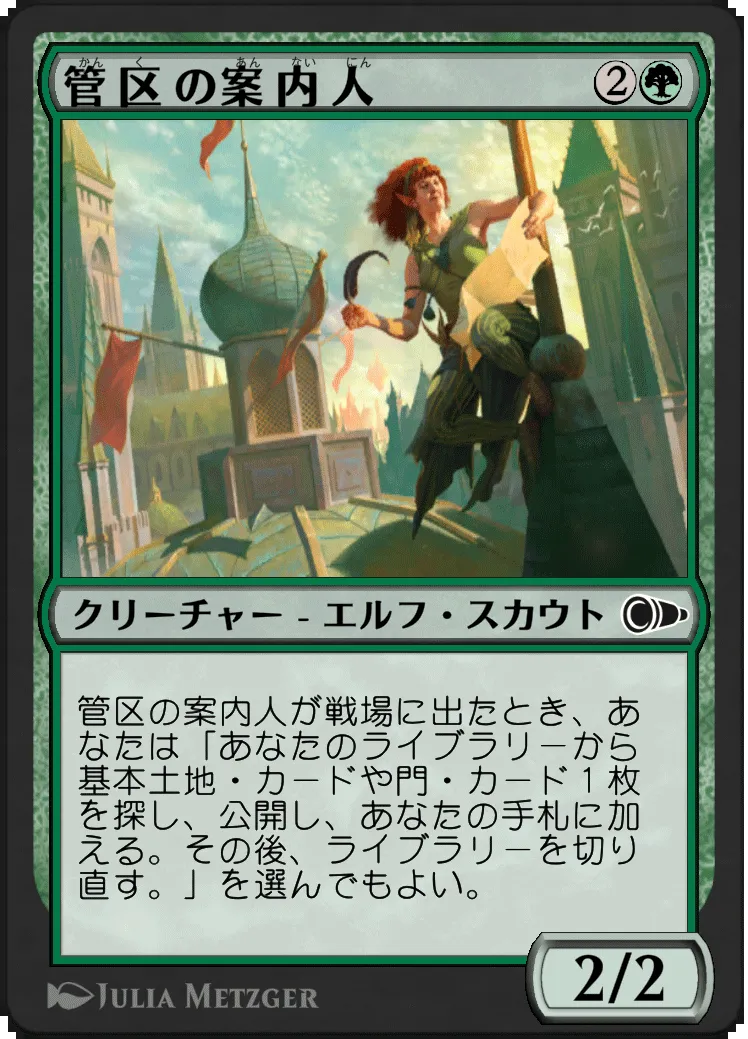 かん く あん ない にん
管区の案内人 2
クリーチャー - エルフ・スカウト
管区の案内人が戦場に出たとき、あ
なたは「あなたのライブラリーから
基本土地・カードや門・カード１枚
を探し、公開し、あなたの手札に加
える。その後、ライブラリーを切り
直す。」を選んでもよい。
2/2
JULIA METZGER